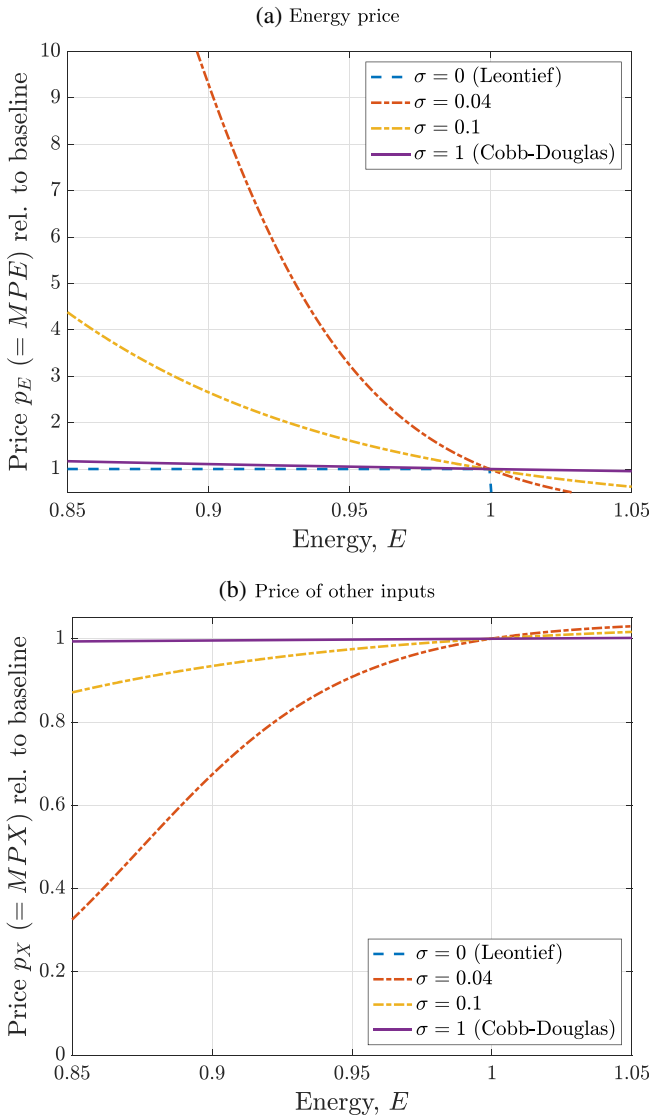 (a) Energy price
Price p_E (= MPE) rel. to baseline
10
9
8
7
6
5
4
3
2
1
0.85
0.9
0.95
1
1.05
Energy, E
σ = 0 (Leontief)
σ = 0.04
σ = 0.1
σ = 1 (Cobb-Douglas)
(b) Price of other inputs
Price p_X (= MPX) rel. to baseline
1
0.8
0.6
0.4
0.2
0
0.85
0.9
0.95
1
1.05
Energy, E
σ = 0 (Leontief)
σ = 0.04
σ = 0.1
σ = 1 (Cobb-Douglas)